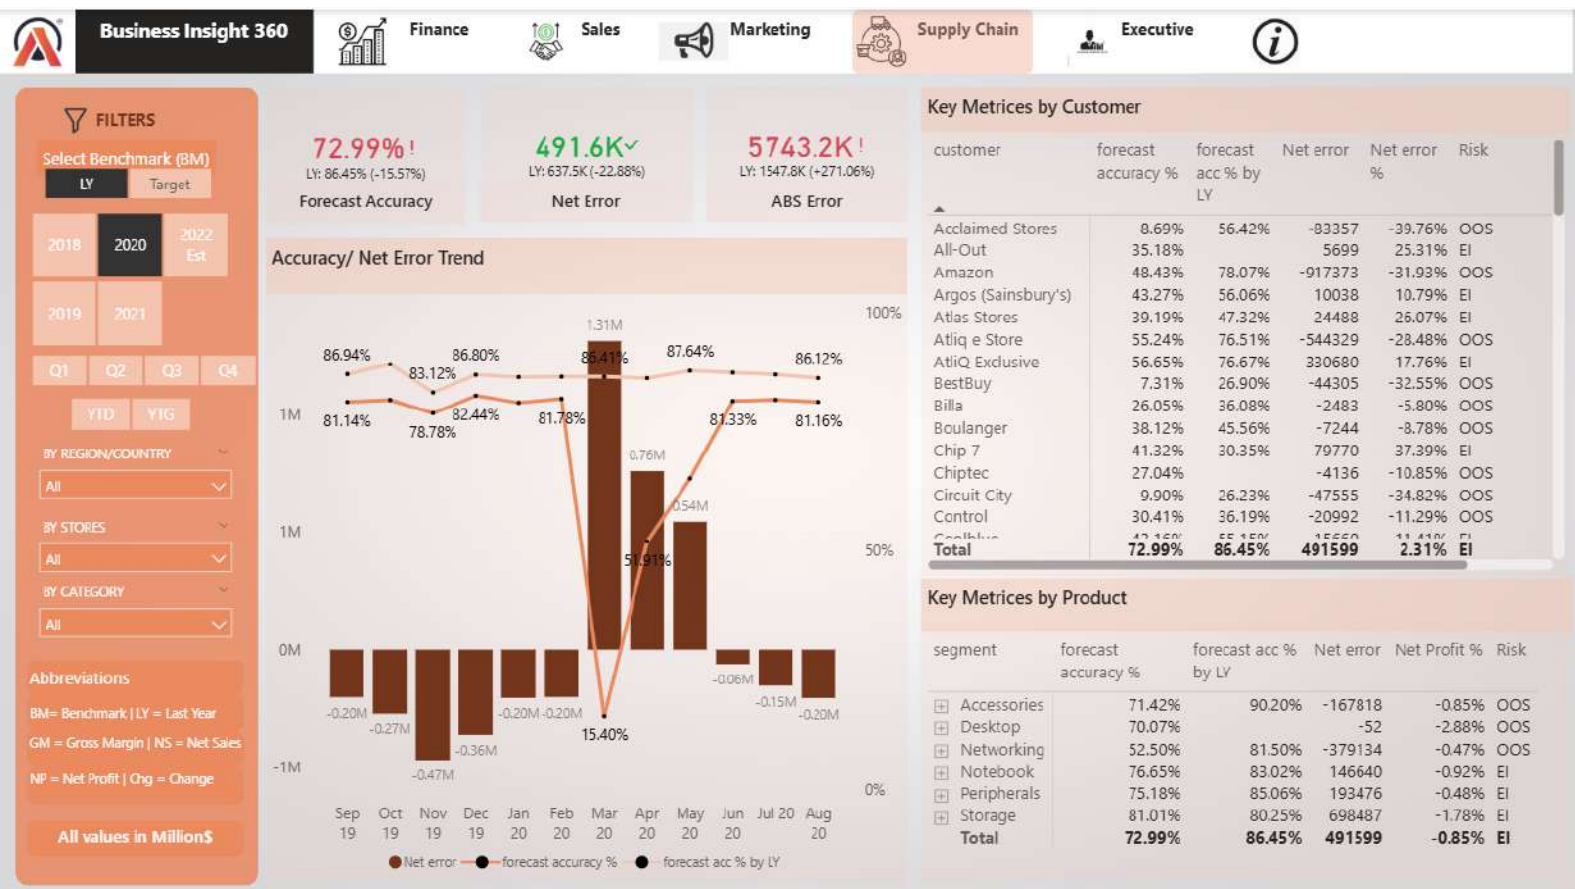 Business Insight 360
Finance
Sales
Marketing
Supply Chain
Executive
FILTERS
Select Benchmark (BM)
LY
Target
2018
2020
2022 Est
2019
2021
Q1
Q2
Q3
Q4
YTD
YTG
BY REGION/COUNTRY
All
BY STORES
All
BY CATEGORY
All
Abbreviations
BM= Benchmark | LY = Last Year
GM = Gross Margin | NS = Net Sales
NP = Net Profit | Chg = Change
All values in Million$
72.99%!
LY: 86.45% (-15.57%)
Forecast Accuracy
491.6K
LY: 637.5K (-22.88%)
Net Error
5743.2K!
LY: 1547.8K (+271.06%)
ABS Error
Accuracy/ Net Error Trend
100%
1.31M
86.94%
83.12%
86.80%
86.41%
87.64%
86.12%
1M
81.14%
78.78%
82.44%
81.78%
81.33%
81.16%
0.76M
0.54M
1M
51.91%
50%
0M
-0.20M
-0.27M
-0.47M
-0.36M
-0.20M
-0.20M
15.40%
-0.06M
-0.15M
-0.20M
-1M
0%
Sep 19
Oct 19
Nov 19
Dec 19
Jan 20
Feb 20
Mar 20
Apr 20
May 20
Jun 20
Jul 20
Aug 20
Net error
forecast accuracy %
forecast acc % by LY
Key Metrices by Customer
customer forecast accuracy % forecast acc % by LY Net error Net error % Risk
Acclaimed Stores 8.69% 56.42% -83357 -39.76% OOS
All-Out 35.18% 5699 25.31% EI
Amazon 48.43% 78.07% -917373 -31.93% OOS
Argos (Sainsbury's) 43.27% 56.06% 10038 10.79% EI
Atlas Stores 39.19% 47.32% 24488 26.07% EI
Atliq e Store 55.24% 76.51% -544329 -28.48% OOS
AtliQ Exclusive 56.65% 76.67% 330680 17.76% EI
BestBuy 7.31% 26.90% -44305 -32.55% OOS
Billa 26.05% 36.08% -2483 -5.80% OOS
Boulanger 38.12% 45.56% -7244 -8.78% OOS
Chip 7 41.32% 30.35% 79770 37.39% EI
Chiptec 27.04% -4136 -10.85% OOS
Circuit City 9.90% 26.23% -47555 -34.82% OOS
Control 30.41% 36.19% -20992 -11.29% OOS
Total 72.99% 86.45% 491599 2.31% EI
Key Metrices by Product
segment forecast accuracy % forecast acc % by LY Net error Net Profit % Risk
Accessories 71.42% 90.20% -167818 -0.85% OOS
Desktop 70.07% -52 -2.88% OOS
Networking 52.50% 81.50% -379134 -0.47% OOS
Notebook 76.65% 83.02% 146640 -0.92% EI
Peripherals 75.18% 85.06% 193476 -0.48% EI
Storage 81.01% 80.25% 698487 -1.78% EI
Total 72.99% 86.45% 491599 -0.85% EI